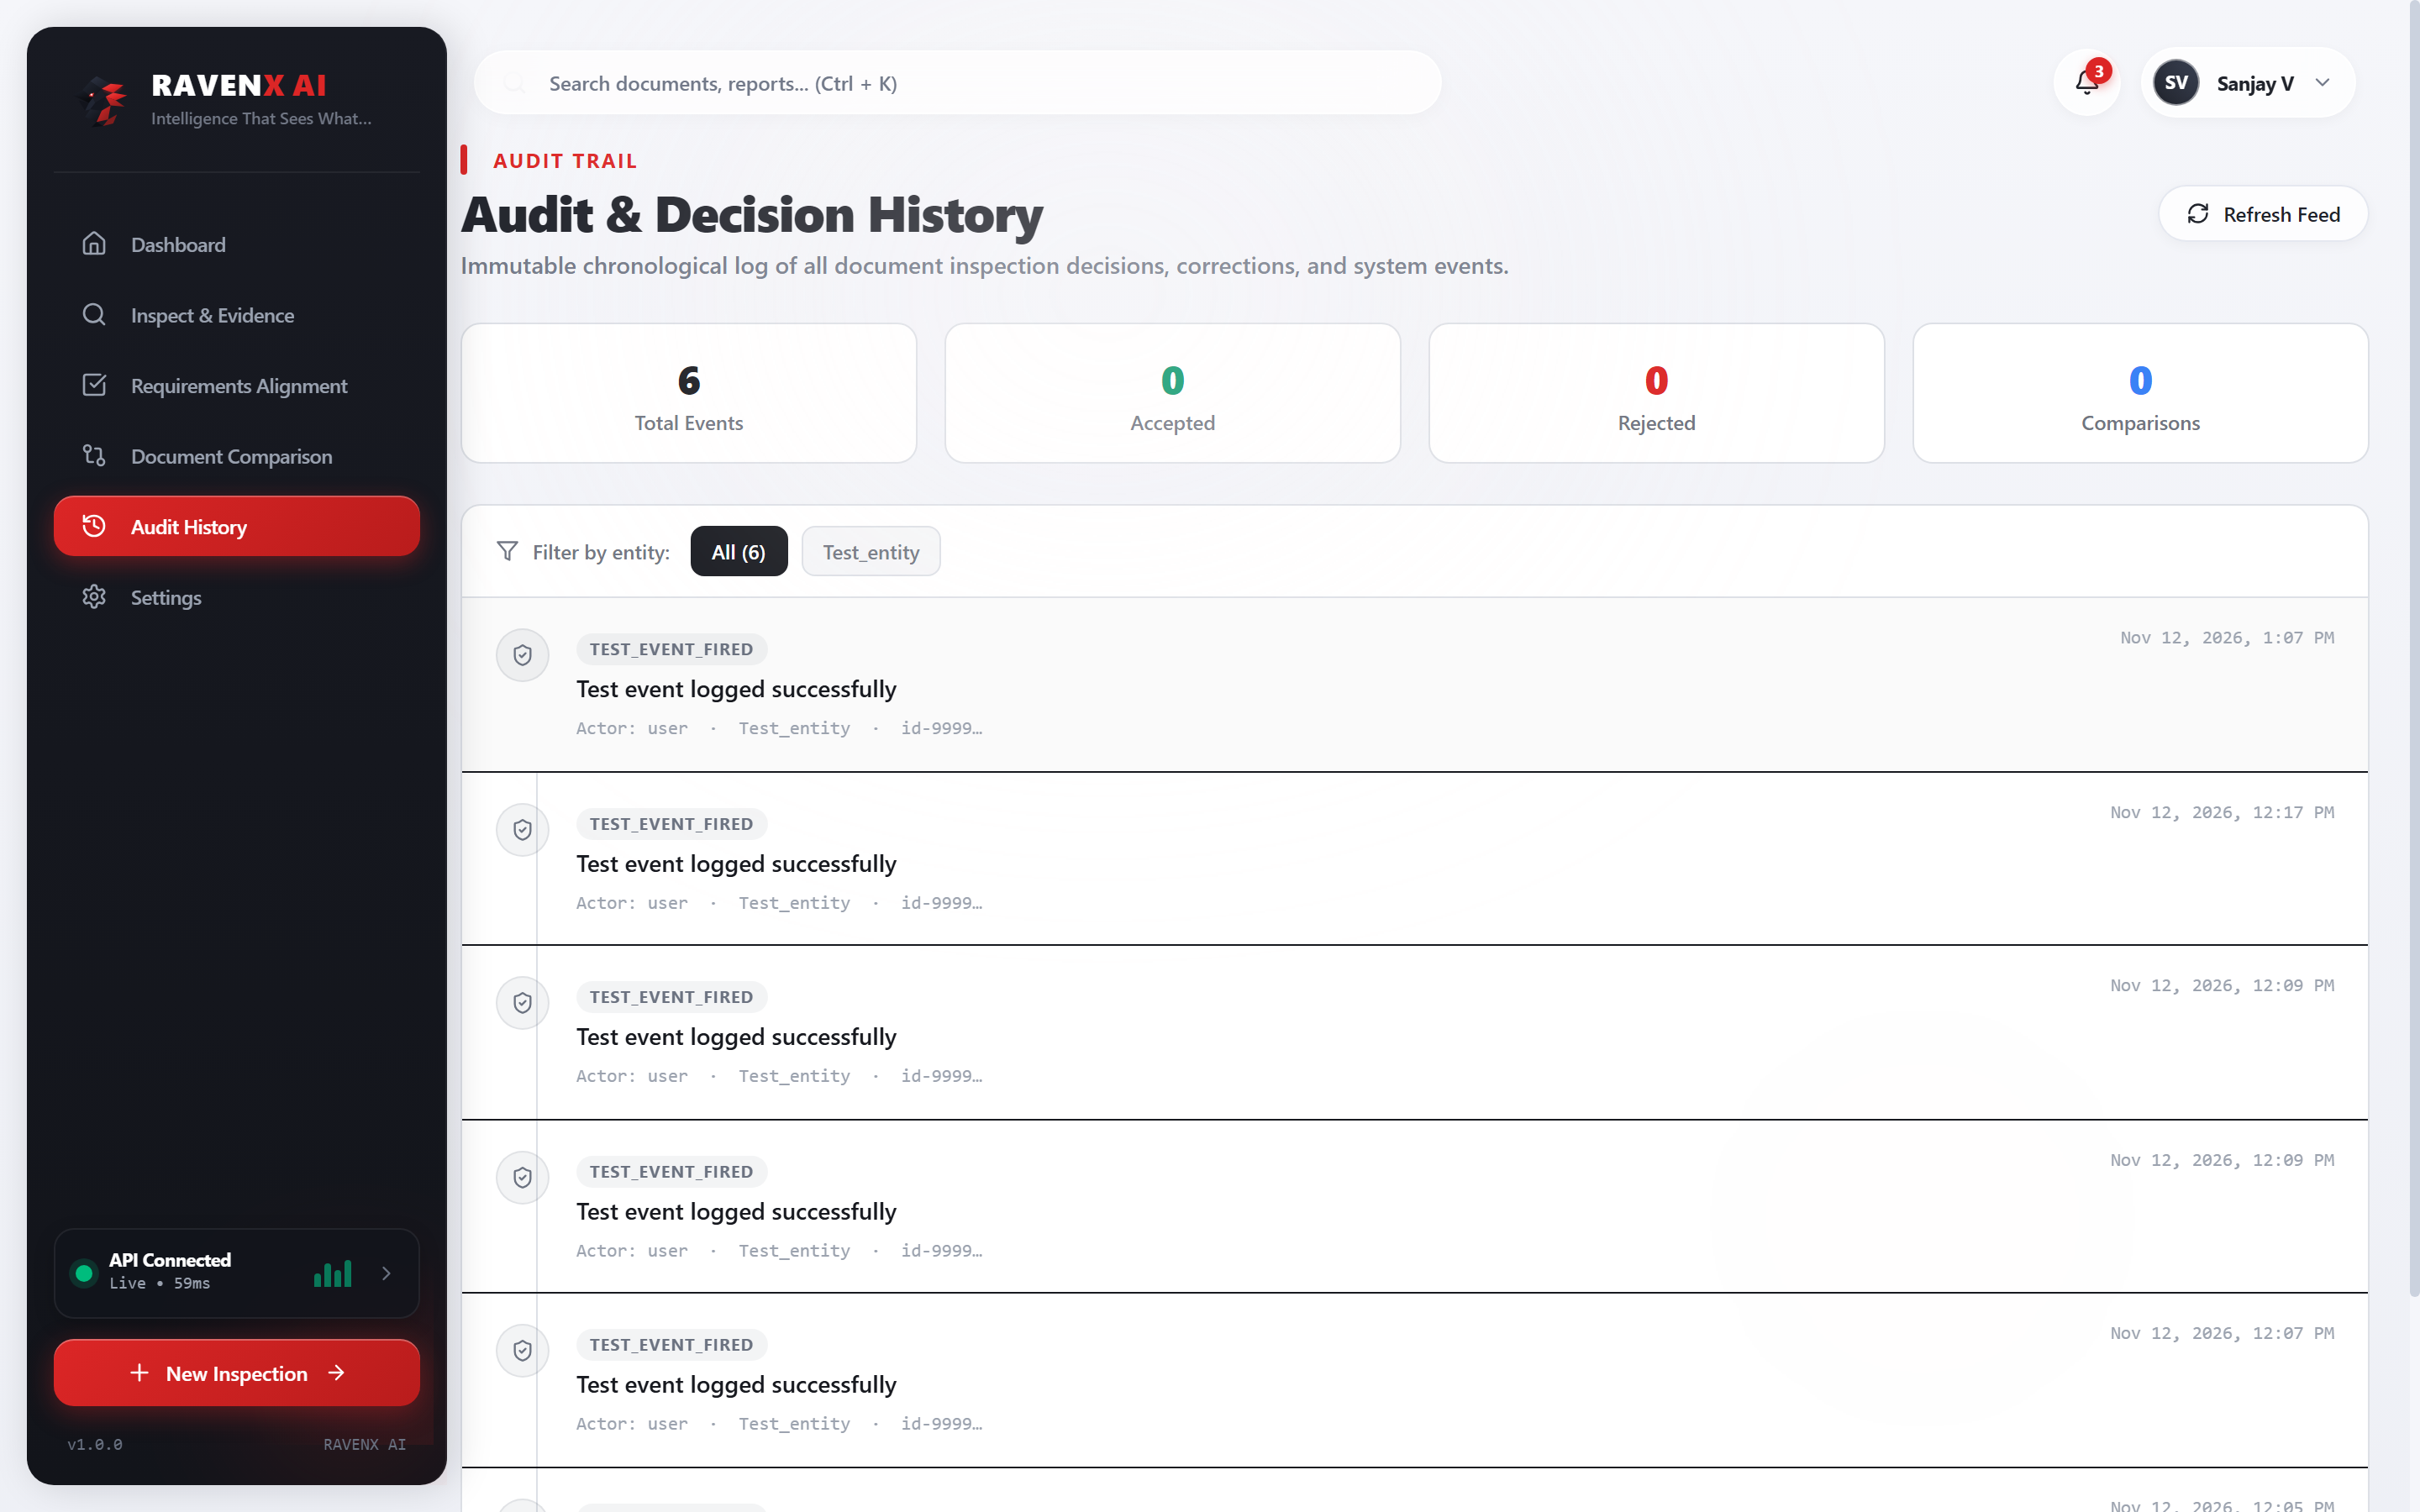 RAVENX AI
Intelligence That Sees What...
Dashboard
Inspect & Evidence
Requirements Alignment
Document Comparison
Audit History
Settings
API Connected
Live • 59ms
New Inspection
v1.0.0
RAVENX AI
Search documents, reports... (Ctrl + K)
3
SV
Sanjay V
AUDIT TRAIL
Audit & Decision History
Immutable chronological log of all document inspection decisions, corrections, and system events.
Refresh Feed
6
Total Events
0
Accepted
0
Rejected
0
Comparisons
Filter by entity:
All (6)
Test_entity
TEST_EVENT_FIRED
Nov 12, 2026, 1:07 PM
Test event logged successfully
Actor: user · Test_entity · id-9999…
TEST_EVENT_FIRED
Nov 12, 2026, 12:17 PM
Test event logged successfully
Actor: user · Test_entity · id-9999…
TEST_EVENT_FIRED
Nov 12, 2026, 12:09 PM
Test event logged successfully
Actor: user · Test_entity · id-9999…
TEST_EVENT_FIRED
Nov 12, 2026, 12:09 PM
Test event logged successfully
Actor: user · Test_entity · id-9999…
TEST_EVENT_FIRED
Nov 12, 2026, 12:07 PM
Test event logged successfully
Actor: user · Test_entity · id-9999…
Nov 12, 2026, 12:05 PM